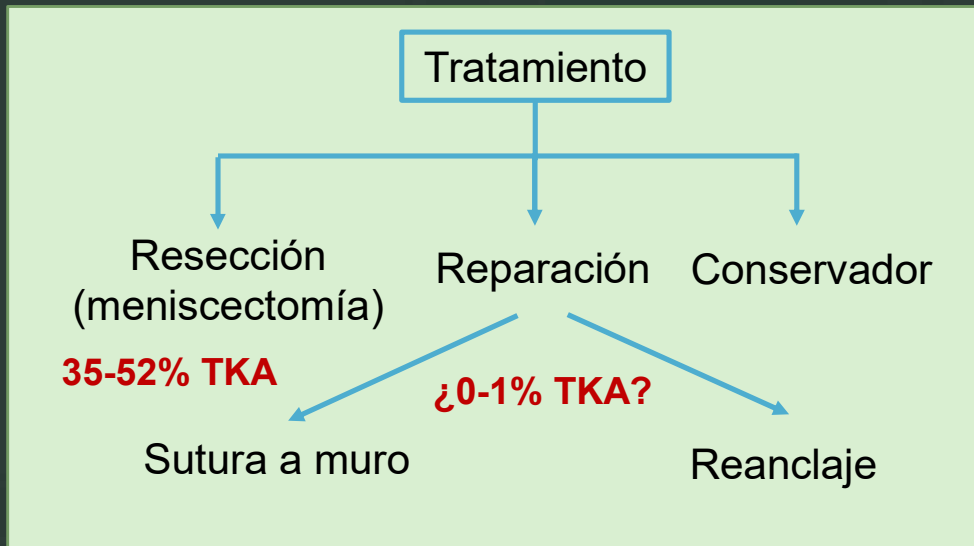 Tratamiento
Resección
(meniscectomía)
Reparación
Conservador
35-52% TKA
¿0-1% TKA?
Sutura a muro
Reanclaje